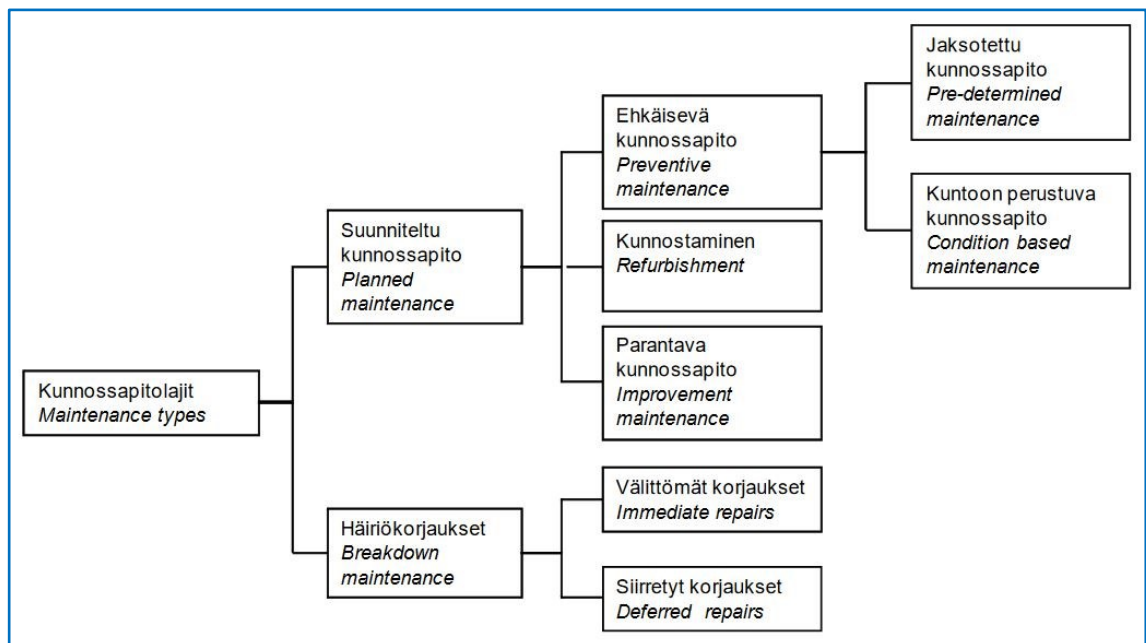 Kunnossapitolajit
Maintenance types
Suunniteltu
kunnossapito
Planned
maintenance
Häiriökorjaukset
Breakdown
maintenance
Ehkäisevä
kunnossapito
Preventive
maintenance
Kunnostaminen
Refurbishment
Parantava
kunnossapito
Improvement
maintenance
Välittömät korjaukset
Immediate repairs
Siirretyt korjaukset
Deferred repairs
Jaksotettu
kunnossapito
Pre-determined
maintenance
Kuntoon perustuva
kunnossapito
Condition based
maintenance